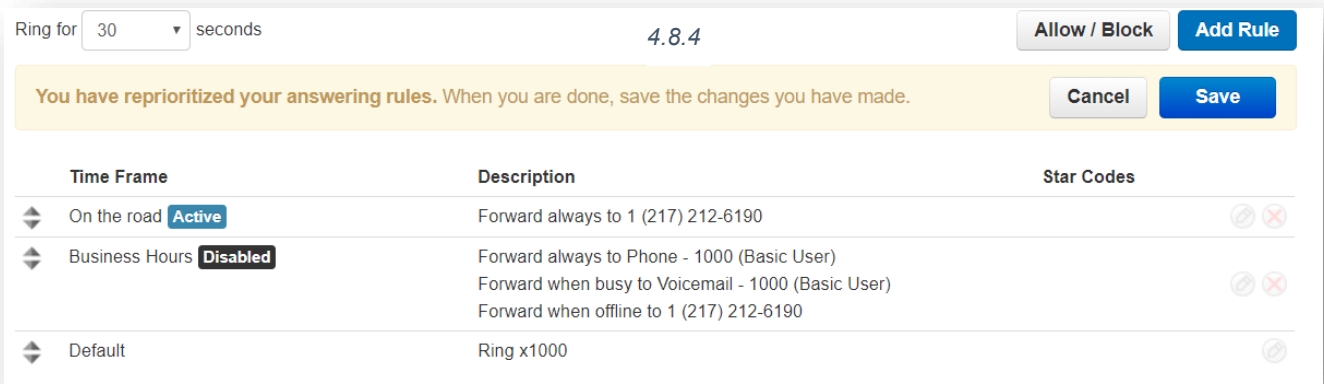 Ring for 30 seconds 4.8.4 Allow / Block Add Rule
You have reprioritized your answering rules. When you are done, save the changes you have made. Cancel Save
Time Frame Description Star Codes
On the road Active Forward always to 1 (217) 212-6190
Business Hours Disabled Forward always to Phone - 1000 (Basic User)
Forward when busy to Voicemail - 1000 (Basic User)
Forward when offline to 1 (217) 212-6190
Default Ring x1000